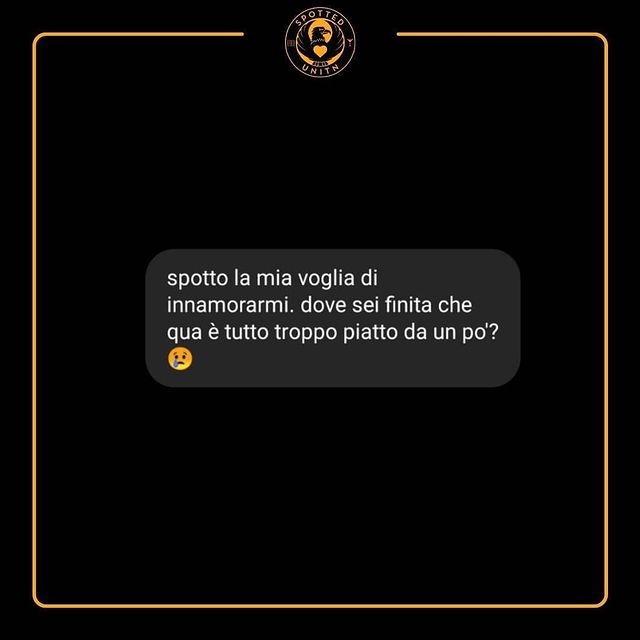 SPOTTED
UNITN
spotto la mia voglia di
innamorarmi. dove sei finita che
qua è tutto troppo piatto da un po'?
😢